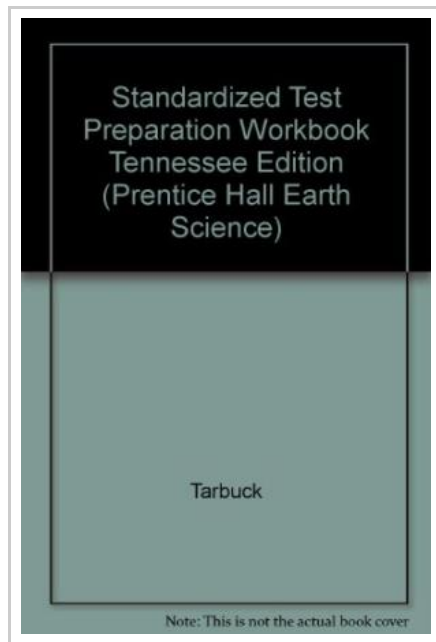 Standardized Test
Preparation Workbook
Tennessee Edition
(Prentice Hall Earth
Science)
Tarbuck
Note: This is not the actual book cover